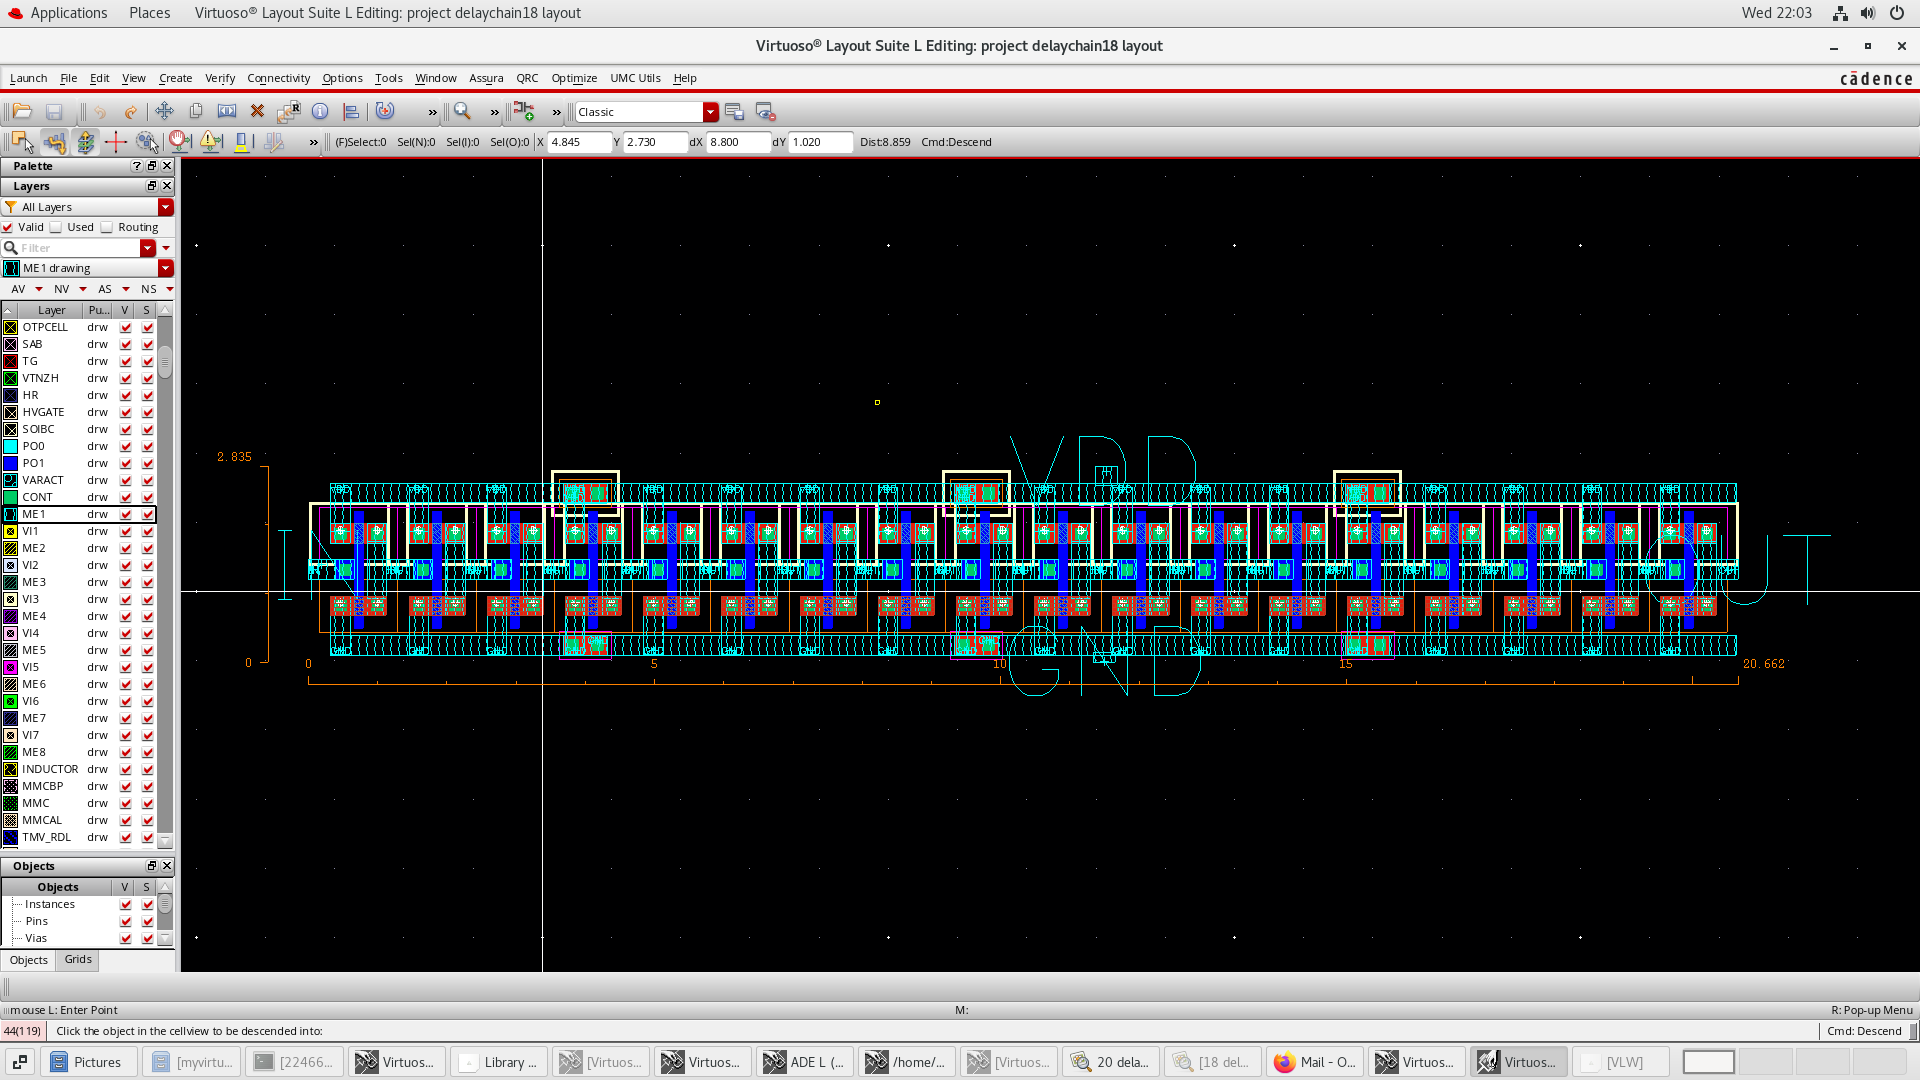 Applications Places Virtuoso® Layout Suite L Editing: project delaychain18 layout Wed 22:03
Virtuoso® Layout Suite L Editing: project delaychain18 layout
Launch File Edit View Create Verify Connectivity Options Tools Window Assura QRC Optimize UMC Utils Help cādence
» » » Classic
» (F)Select:0 Sel(N):0 Sel(I):0 Sel(O):0 X 4.845 Y 2.730 dX 8.800 dY 1.020 Dist:8.859 Cmd:Descend
Palette
Layers
All Layers
Valid Used Routing
Filter
ME1 drawing
AV NV AS NS
Layer Pu... V S
OTPCELL drw
SAB drw
TG drw
VTNZH drw
HR drw
HVGATE drw
SOIBC drw
PO0 drw
PO1 drw
VARACT drw
CONT drw
ME1 drw
VI1 drw
ME2 drw
VI2 drw
ME3 drw
VI3 drw
ME4 drw
VI4 drw
ME5 drw
VI5 drw
ME6 drw
VI6 drw
ME7 drw
VI7 drw
ME8 drw
INDUCTOR drw
MMCBP drw
MMC drw
MMCAL drw
TMV_RDL drw
Objects
Objects V S
Instances
Pins
Vias
Objects Grids
2.835
VDD
IN
OUT
GND
0 0 5 10 15 20.662
mouse L: Enter Point M: R: Pop-up Menu
44(119) Click the object in the cellview to be descended into: Cmd: Descend
Pictures [myvirtu... [22466... Virtuos... Library ... [Virtuos... Virtuos... ADE L (... /home/... [Virtuos... 20 dela... [18 del... Mail - O... Virtuos... Virtuos... [VLW]